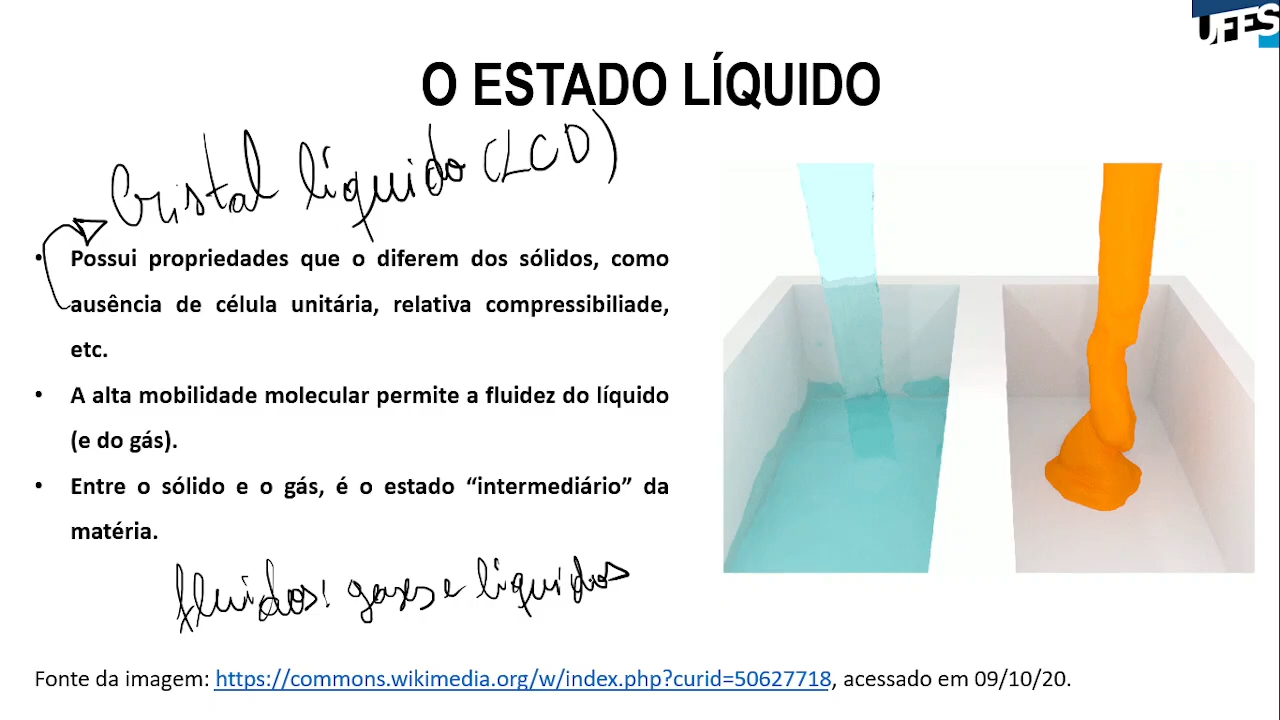 UFES
O ESTADO LÍQUIDO
Cristal líquido (LCD)
• Possui propriedades que o diferem dos sólidos, como
ausência de célula unitária, relativa compressibiliade,
etc.
• A alta mobilidade molecular permite a fluidez do líquido
(e do gás).
• Entre o sólido e o gás, é o estado “intermediário” da
matéria.
fluidos: gases e líquidos
Fonte da imagem: https://commons.wikimedia.org/w/index.php?curid=50627718, acessado em 09/10/20.